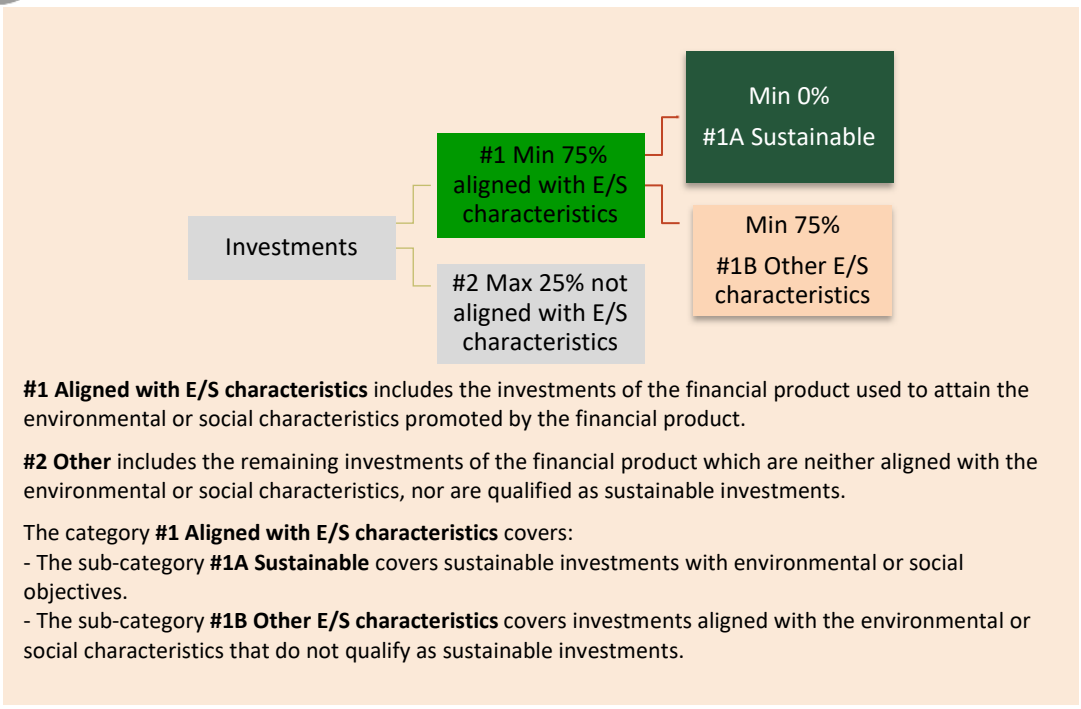 Min 0%
#1A Sustainable
#1 Min 75%
aligned with E/S
characteristics
Min 75%
#1B Other E/S
characteristics
Investments
#2 Max 25% not
aligned with E/S
characteristics
#1 Aligned with E/S characteristics includes the investments of the financial product used to attain the
environmental or social characteristics promoted by the financial product.
#2 Other includes the remaining investments of the financial product which are neither aligned with the
environmental or social characteristics, nor are qualified as sustainable investments.
The category #1 Aligned with E/S characteristics covers:
- The sub-category #1A Sustainable covers sustainable investments with environmental or social
objectives.
- The sub-category #1B Other E/S characteristics covers investments aligned with the environmental or
social characteristics that do not qualify as sustainable investments.